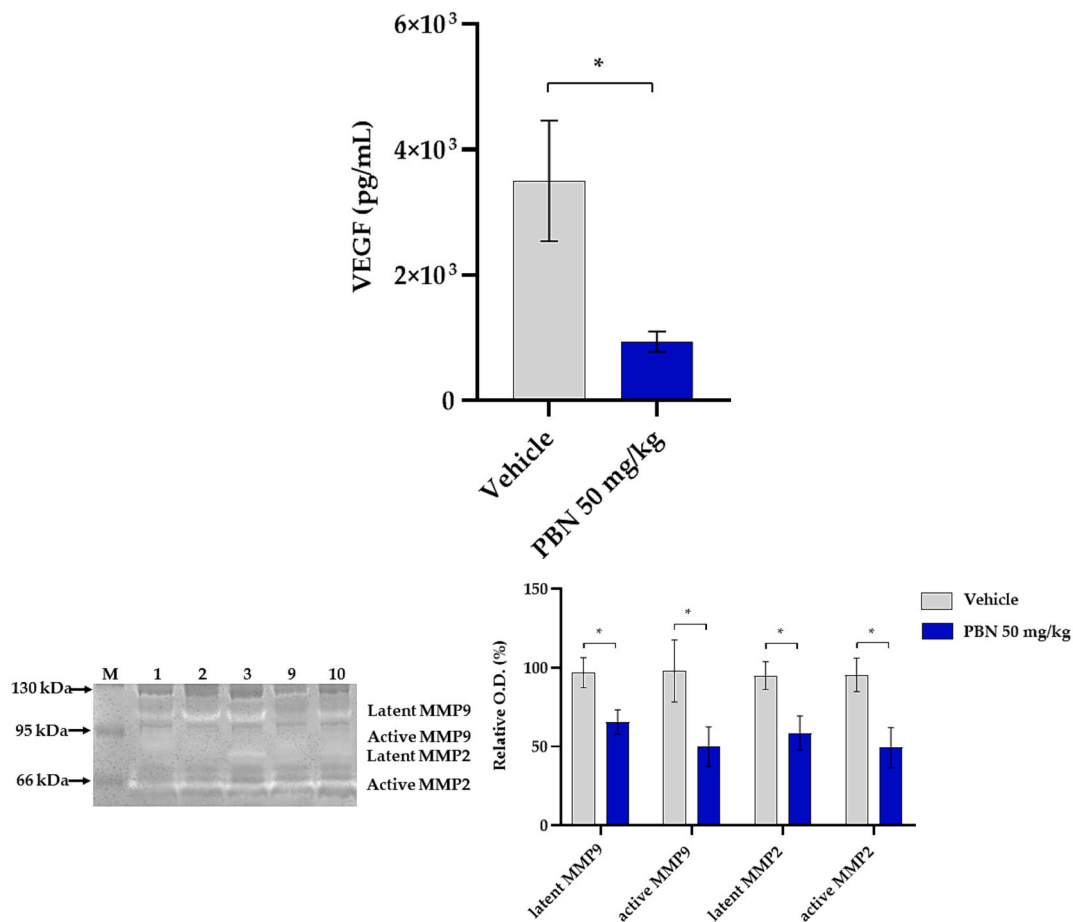 6×10³
4×10³
2×10³
0
VEGF (pg/mL)
*
Vehicle
PBN 50 mg/kg
M 1 2 3 9 10
130 kDa
95 kDa
66 kDa
Latent MMP9
Active MMP9
Latent MMP2
Active MMP2
150
100
50
0
Relative O.D. (%)
* * * *
latent MMP9
active MMP9
latent MMP2
active MMP2
Vehicle
PBN 50 mg/kg